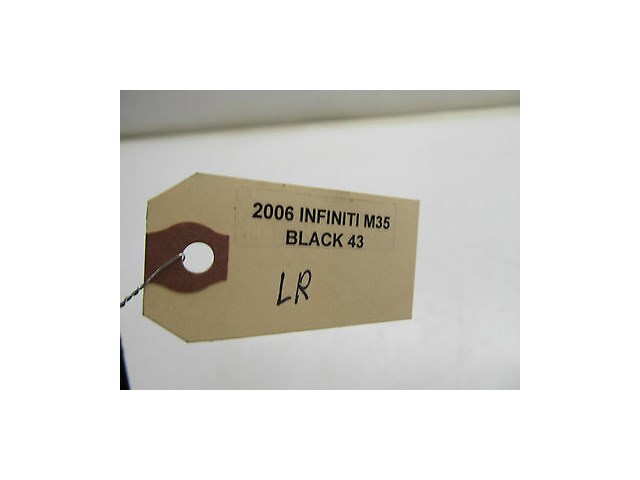 2006 INFINITI M35
BLACK 43
LR